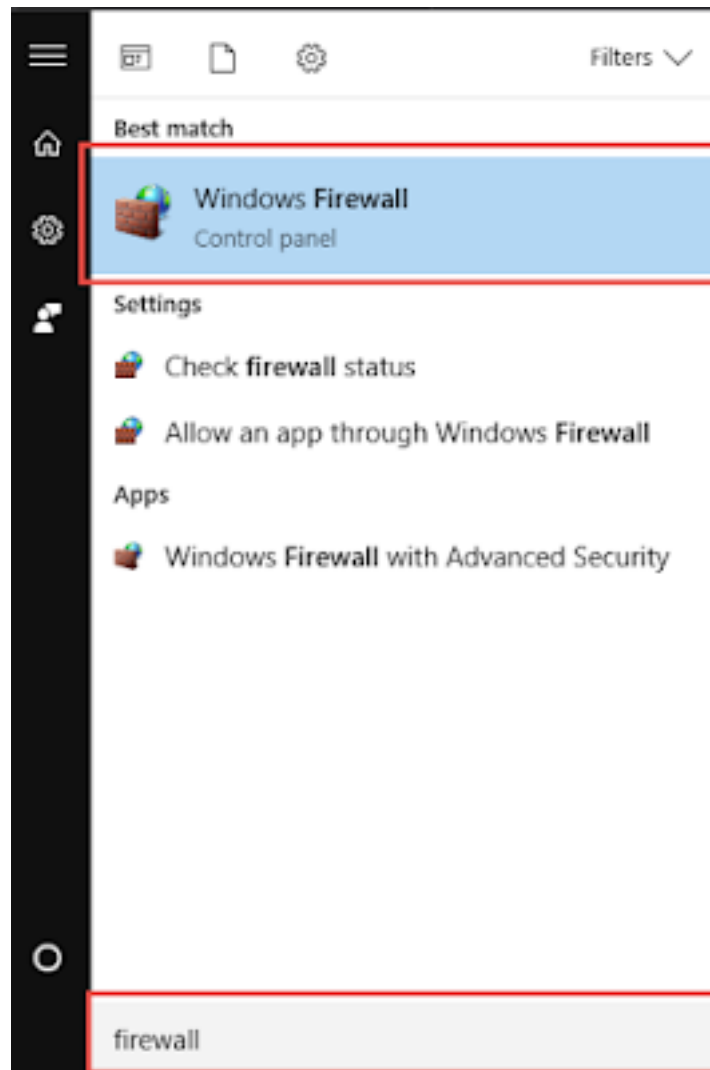 Filters
Best match
Windows Firewall
Control panel
Settings
Check firewall status
Allow an app through Windows Firewall
Apps
Windows Firewall with Advanced Security
firewall